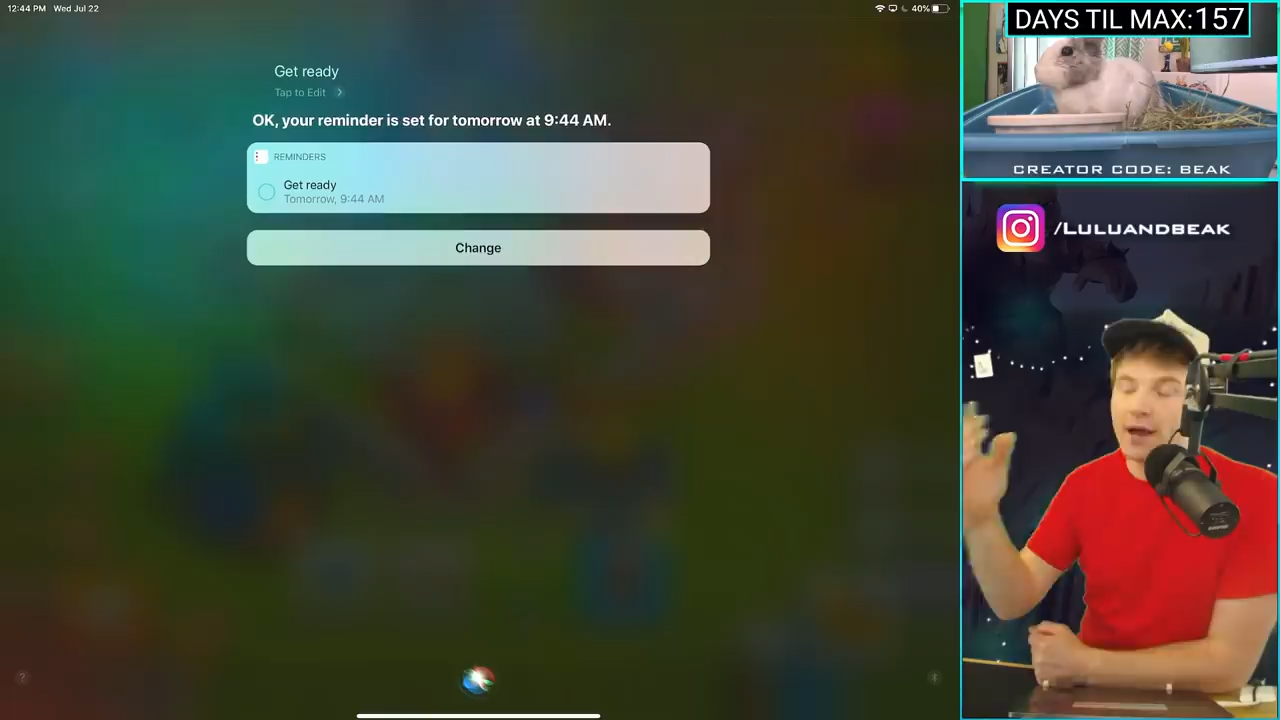 12:44 PM Wed Jul 22
40%
Get ready
Tap to Edit
OK, your reminder is set for tomorrow at 9:44 AM.
REMINDERS
Get ready
Tomorrow, 9:44 AM
Change
?
DAYS TIL MAX:157
CREATOR CODE: BEAK
/LULUANDBEAK